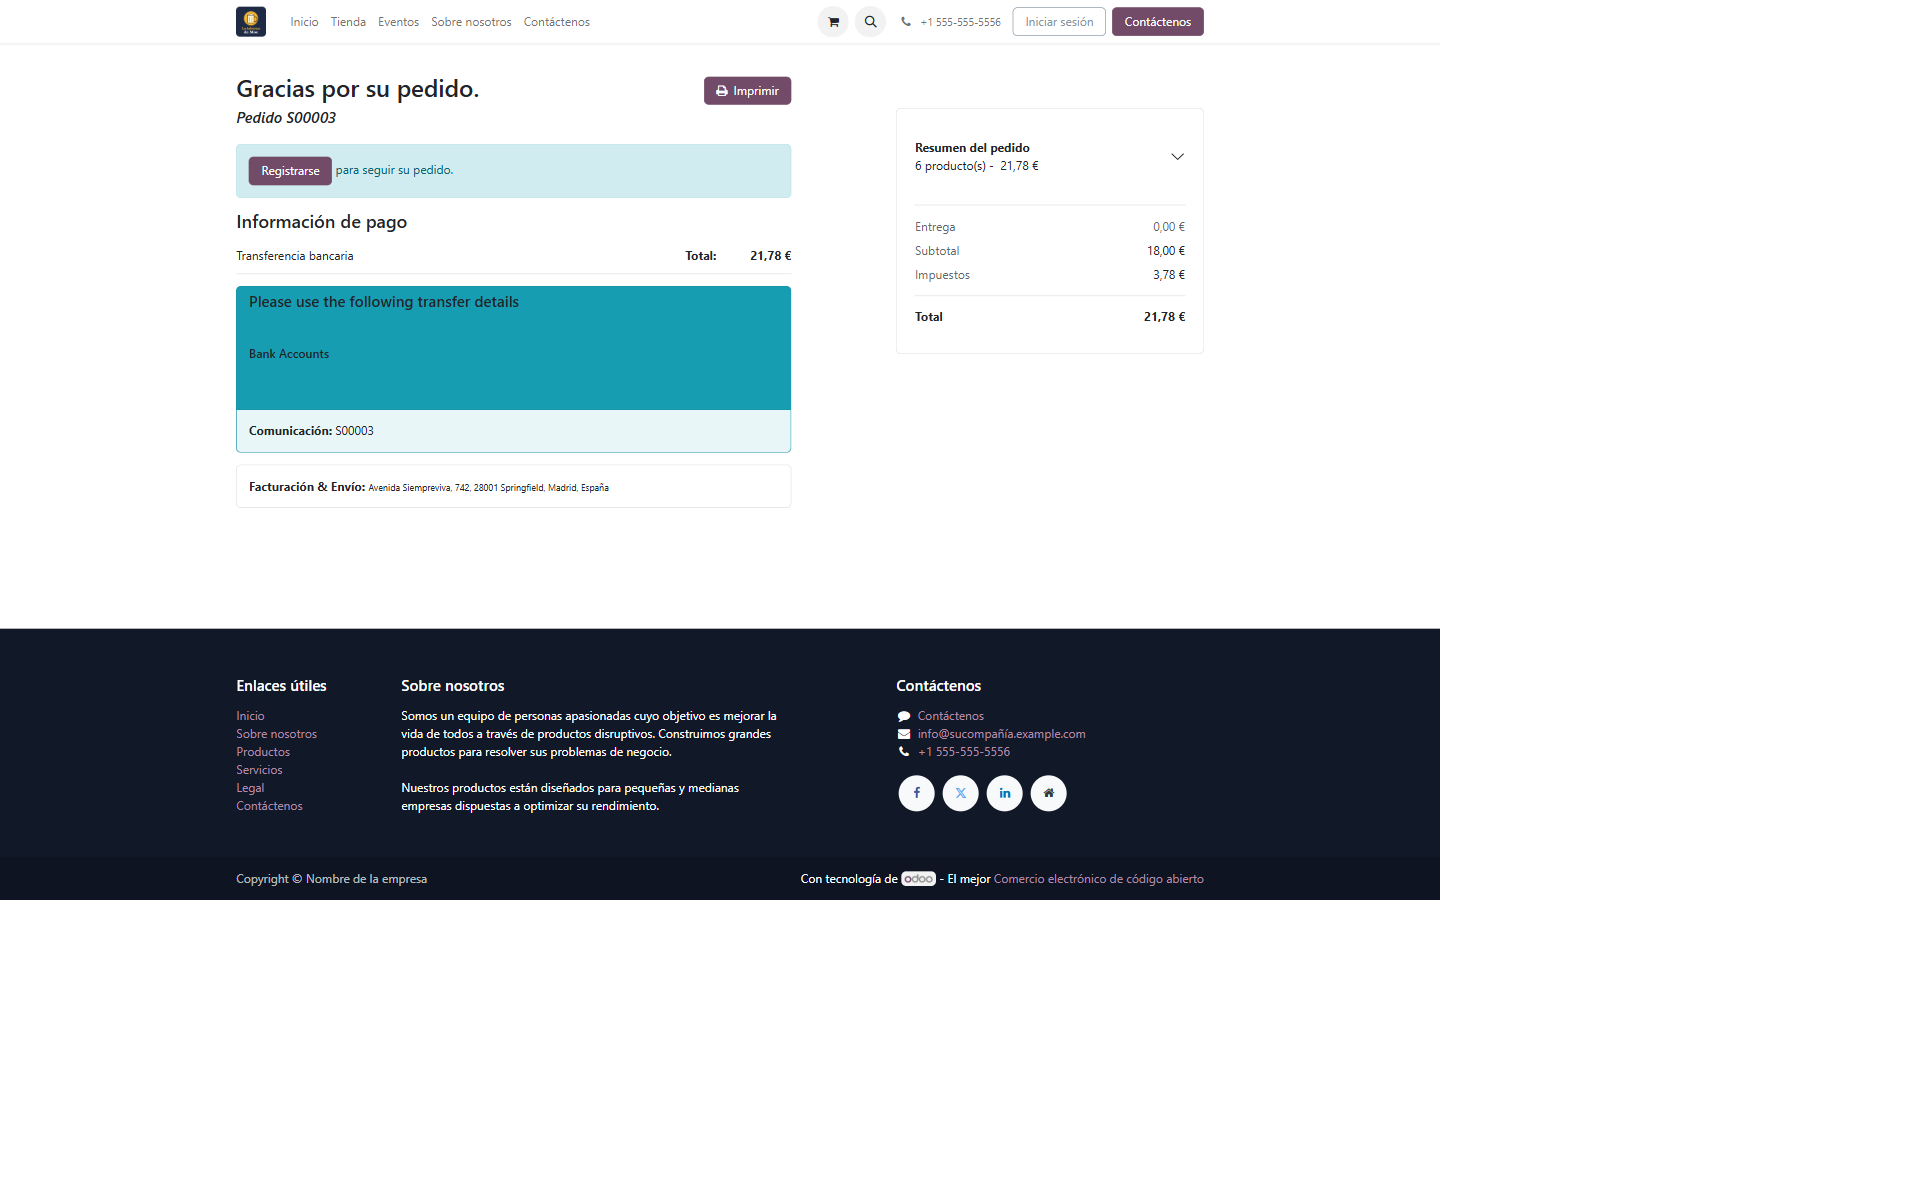 Inicio Tienda Eventos Sobre nosotros Contáctenos +1 555-555-5556 Iniciar sesión Contáctenos
Gracias por su pedido.
Imprimir
Pedido S00003
Registrarse para seguir su pedido.
Información de pago
Transferencia bancaria Total: 21,78 €
Please use the following transfer details
Bank Accounts
Comunicación: S00003
Facturación & Envío: Avenida Siempreviva, 742, 28001 Springfield, Madrid, España
Resumen del pedido
6 producto(s) - 21,78 €
Entrega 0,00 €
Subtotal 18,00 €
Impuestos 3,78 €
Total 21,78 €
Enlaces útiles
Inicio
Sobre nosotros
Productos
Servicios
Legal
Contáctenos
Sobre nosotros
Somos un equipo de personas apasionadas cuyo objetivo es mejorar la
vida de todos a través de productos disruptivos. Construimos grandes
productos para resolver sus problemas de negocio.
Nuestros productos están diseñados para pequeñas y medianas
empresas dispuestas a optimizar su rendimiento.
Contáctenos
Contáctenos
info@sucompañía.example.com
+1 555-555-5556
Copyright © Nombre de la empresa
Con tecnología de odoo - El mejor Comercio electrónico de código abierto